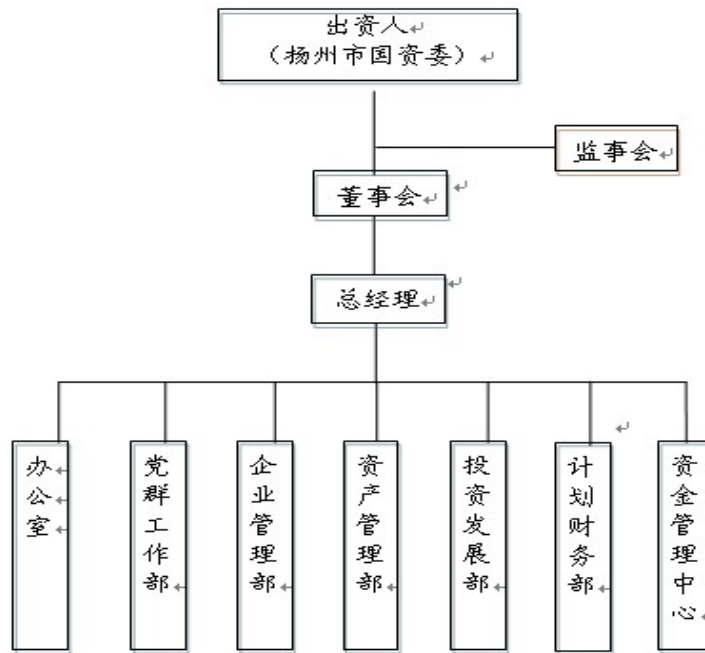 出资人
（扬州市国资委）
监事会
董事会
总经理
办公室
党群工作部
企业管理部
资产管理部
投资发展部
计划财务部
资金管理中心